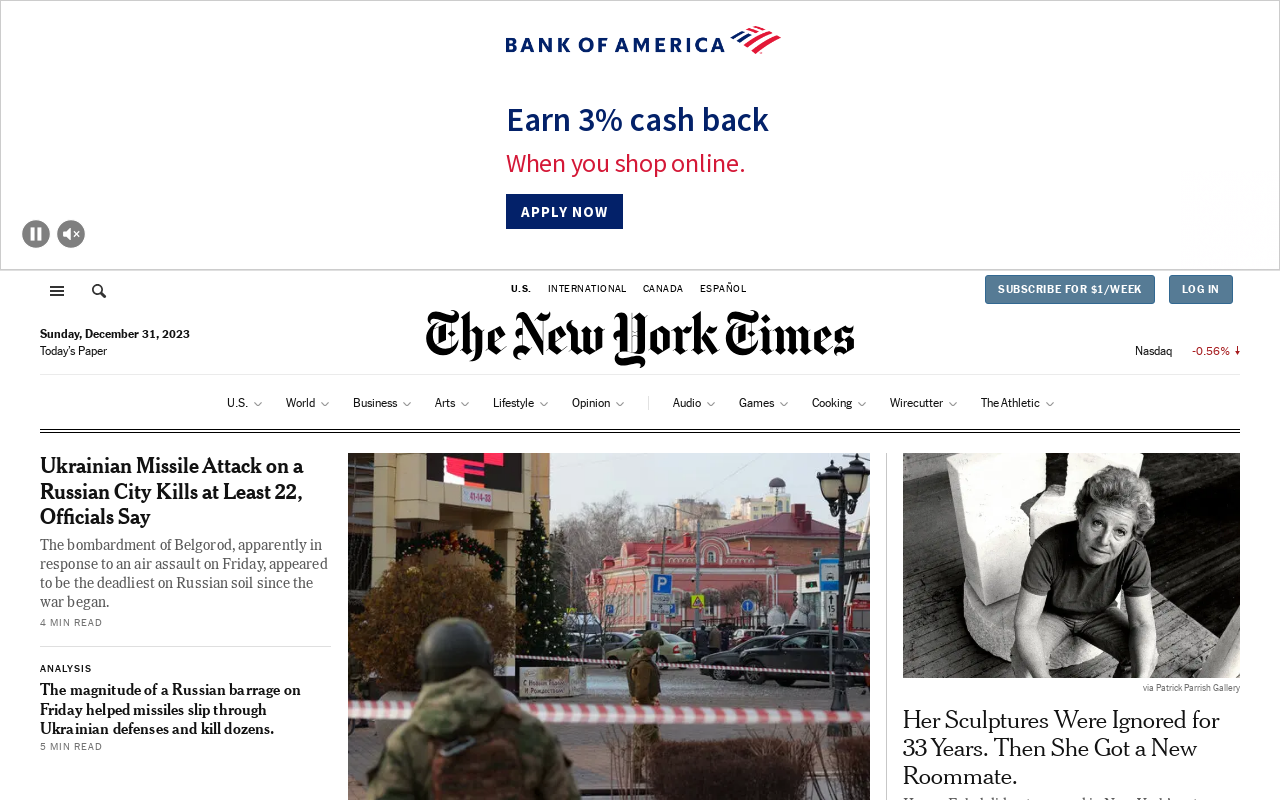 BANK OF AMERICA
Earn 3% cash back
When you shop online.
APPLY NOW
U.S. INTERNATIONAL CANADA ESPAÑOL
SUBSCRIBE FOR $1/WEEK LOG IN
The New York Times
Sunday, December 31, 2023
Today's Paper
Nasdaq -0.56%
U.S. World Business Arts Lifestyle Opinion Audio Games Cooking Wirecutter The Athletic
Ukrainian Missile Attack on a
Russian City Kills at Least 22,
Officials Say
The bombardment of Belgorod, apparently in
response to an air assault on Friday, appeared
to be the deadliest on Russian soil since the
war began.
4 MIN READ
ANALYSIS
The magnitude of a Russian barrage on
Friday helped missiles slip through
Ukrainian defenses and kill dozens.
5 MIN READ
41-14-33
P
15
via Patrick Parrish Gallery
Her Sculptures Were Ignored for
33 Years. Then She Got a New
Roommate.